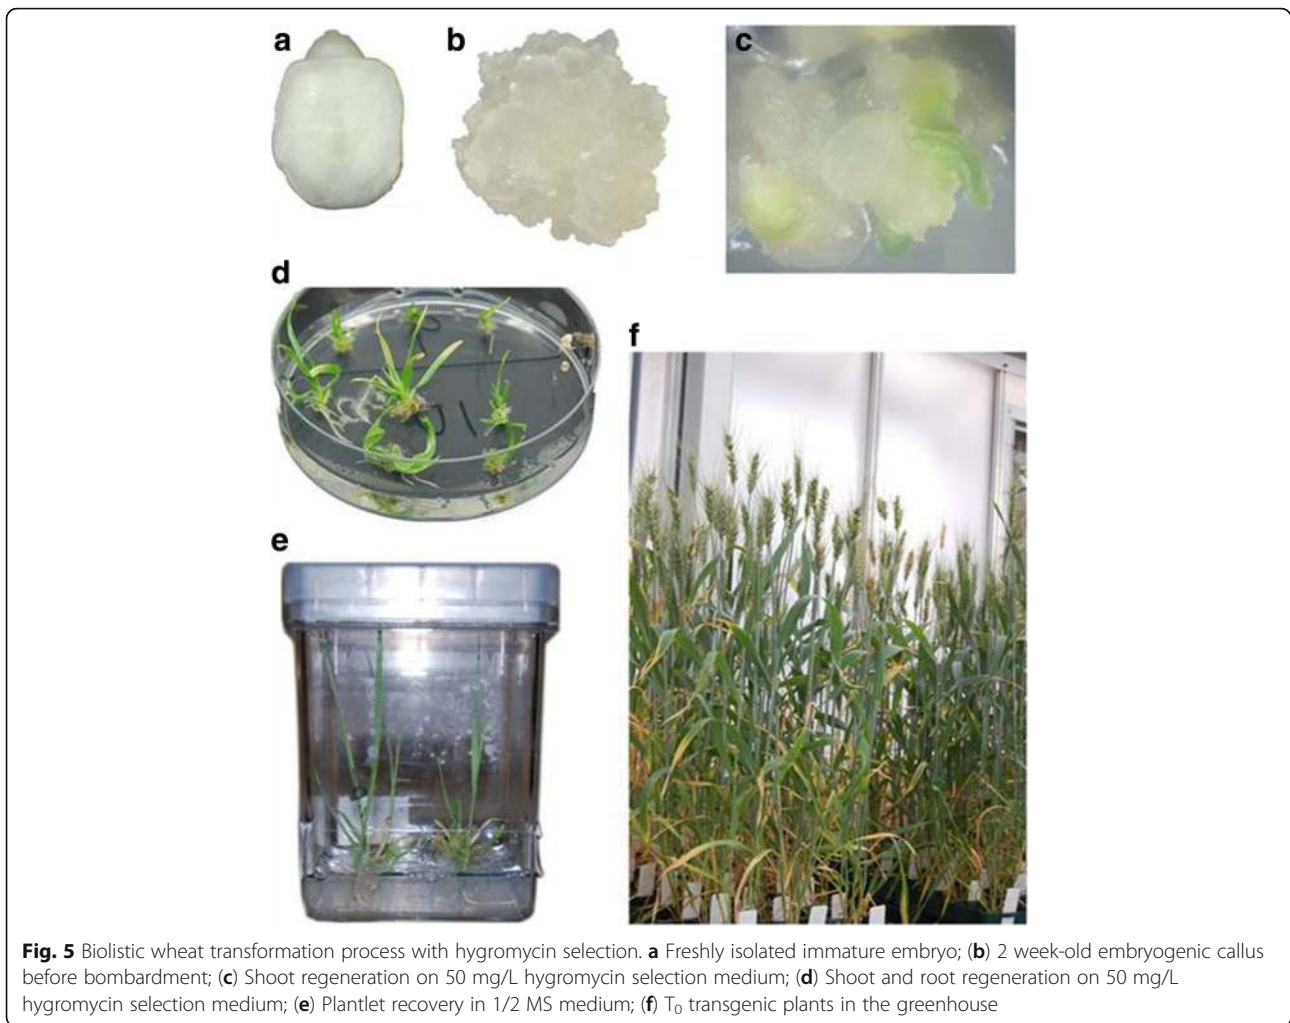 a
b
c
d
e
f
Fig. 5 Biolistic wheat transformation process with hygromycin selection. a Freshly isolated immature embryo; (b) 2 week-old embryogenic callus
before bombardment; (c) Shoot regeneration on 50 mg/L hygromycin selection medium; (d) Shoot and root regeneration on 50 mg/L
hygromycin selection medium; (e) Plantlet recovery in 1/2 MS medium; (f) T₀ transgenic plants in the greenhouse